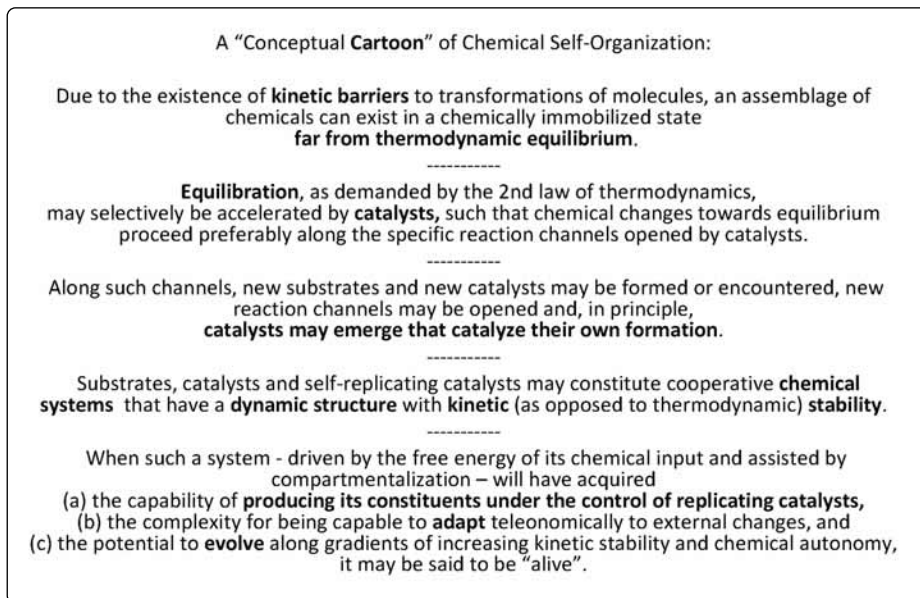 A “Conceptual Cartoon” of Chemical Self-Organization:
Due to the existence of kinetic barriers to transformations of molecules, an assemblage of
chemicals can exist in a chemically immobilized state
far from thermodynamic equilibrium.
-----------
Equilibration, as demanded by the 2nd law of thermodynamics,
may selectively be accelerated by catalysts, such that chemical changes towards equilibrium
proceed preferably along the specific reaction channels opened by catalysts.
-----------
Along such channels, new substrates and new catalysts may be formed or encountered, new
reaction channels may be opened and, in principle,
catalysts may emerge that catalyze their own formation.
-----------
Substrates, catalysts and self-replicating catalysts may constitute cooperative chemical
systems that have a dynamic structure with kinetic (as opposed to thermodynamic) stability.
-----------
When such a system - driven by the free energy of its chemical input and assisted by
compartmentalization – will have acquired
(a) the capability of producing its constituents under the control of replicating catalysts,
(b) the complexity for being capable to adapt teleonomically to external changes, and
(c) the potential to evolve along gradients of increasing kinetic stability and chemical autonomy,
it may be said to be “alive”.